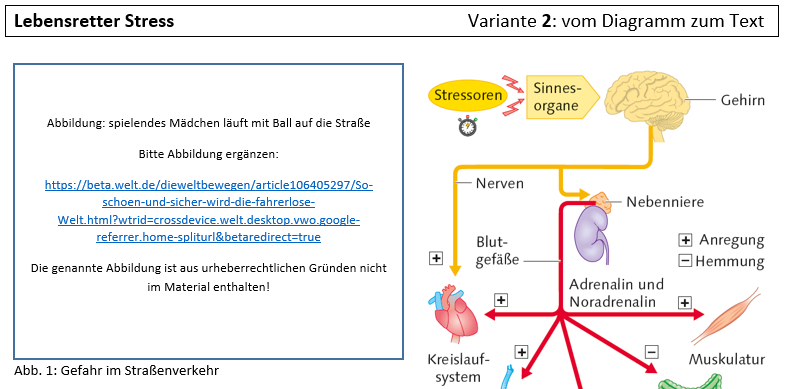 Lebensretter Stress
Variante 2: vom Diagramm zum Text
Abbildung: spielendes Mädchen läuft mit Ball auf die Straße
Bitte Abbildung ergänzen:
https://beta.welt.de/dieweltbewegen/article106405297/So-
schoen-und-sicher-wird-die-fahrerlose-
Welt.html?wtrid=crossdevice.welt.desktop.vwo.google-
referrer.home-spliturl&betaredirect=true
Die genannte Abbildung ist aus urheberrechtlichen Gründen nicht
im Material enthalten!
Abb. 1: Gefahr im Straßenverkehr
Stressoren
Sinnes-
organe
Gehirn
Nerven
Nebenniere
Blut-
gefäße
+ Anregung
− Hemmung
+
Adrenalin und
Noradrenalin
+
+
Kreislauf-
system
+
−
Muskulatur